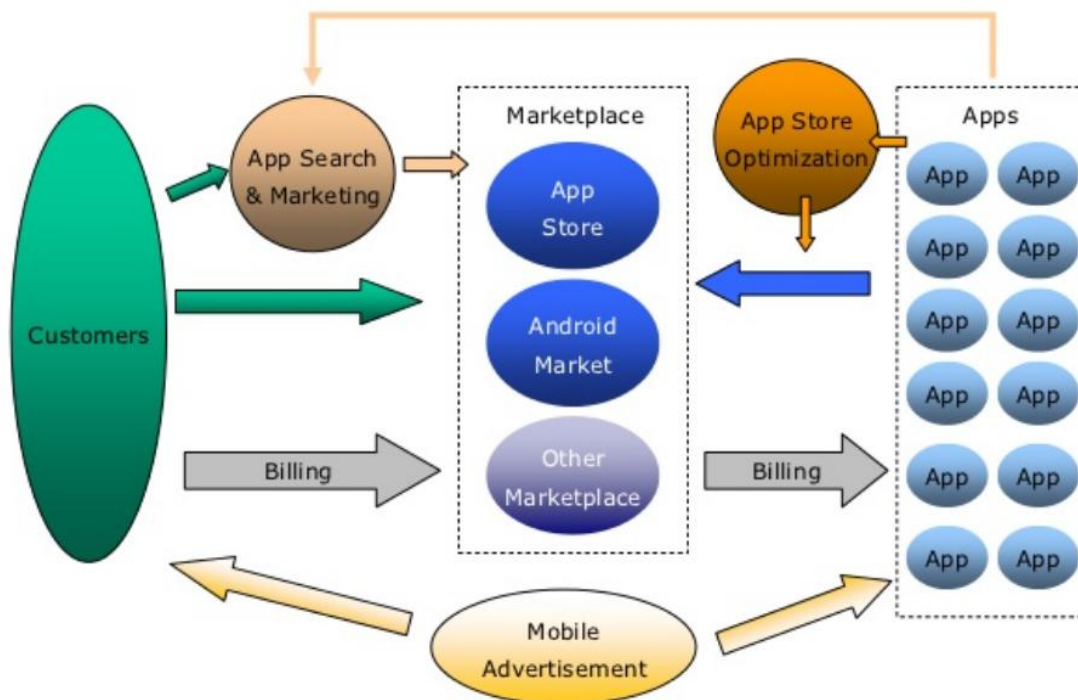 Marketplace
Apps
App Search
& Marketing
App Store
Optimization
App
Store
Android
Market
Other
Marketplace
Customers
Billing
Billing
App App
App App
App App
App App
App App
App App
Mobile
Advertisement